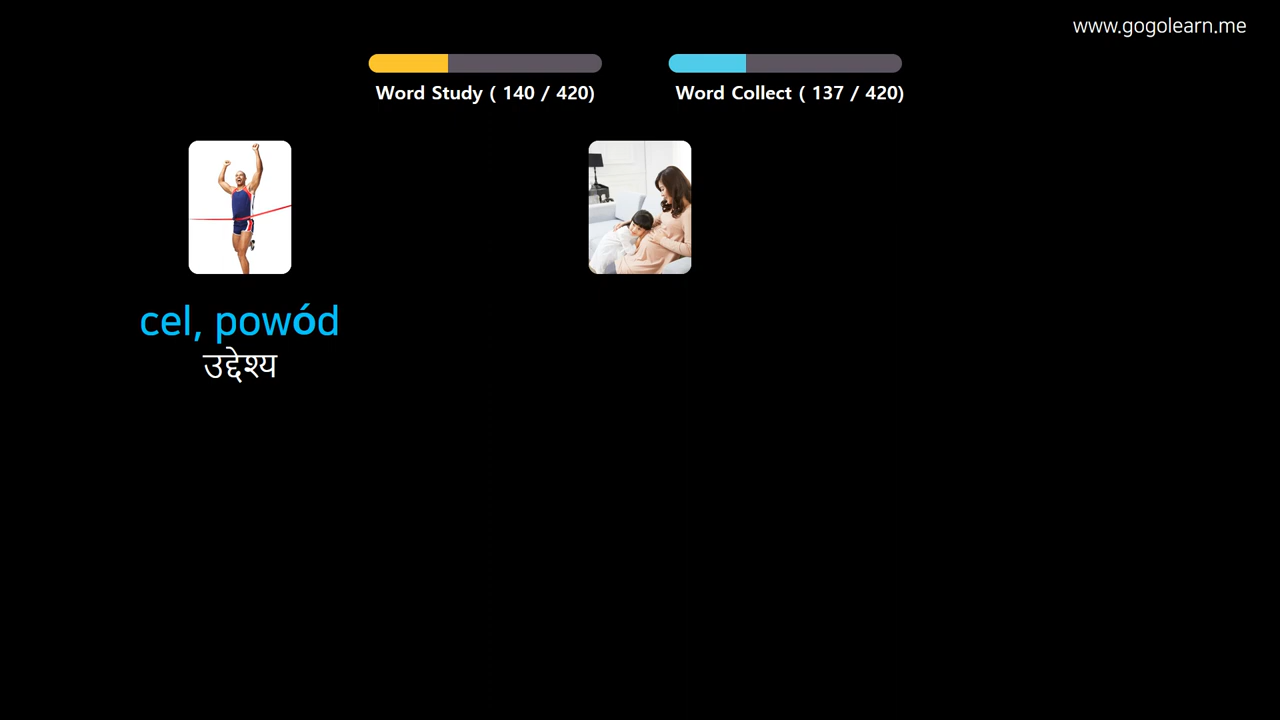 www.gogolearn.me
Word Study ( 140 / 420)
Word Collect ( 137 / 420)
cel, powód
उद्देश्य